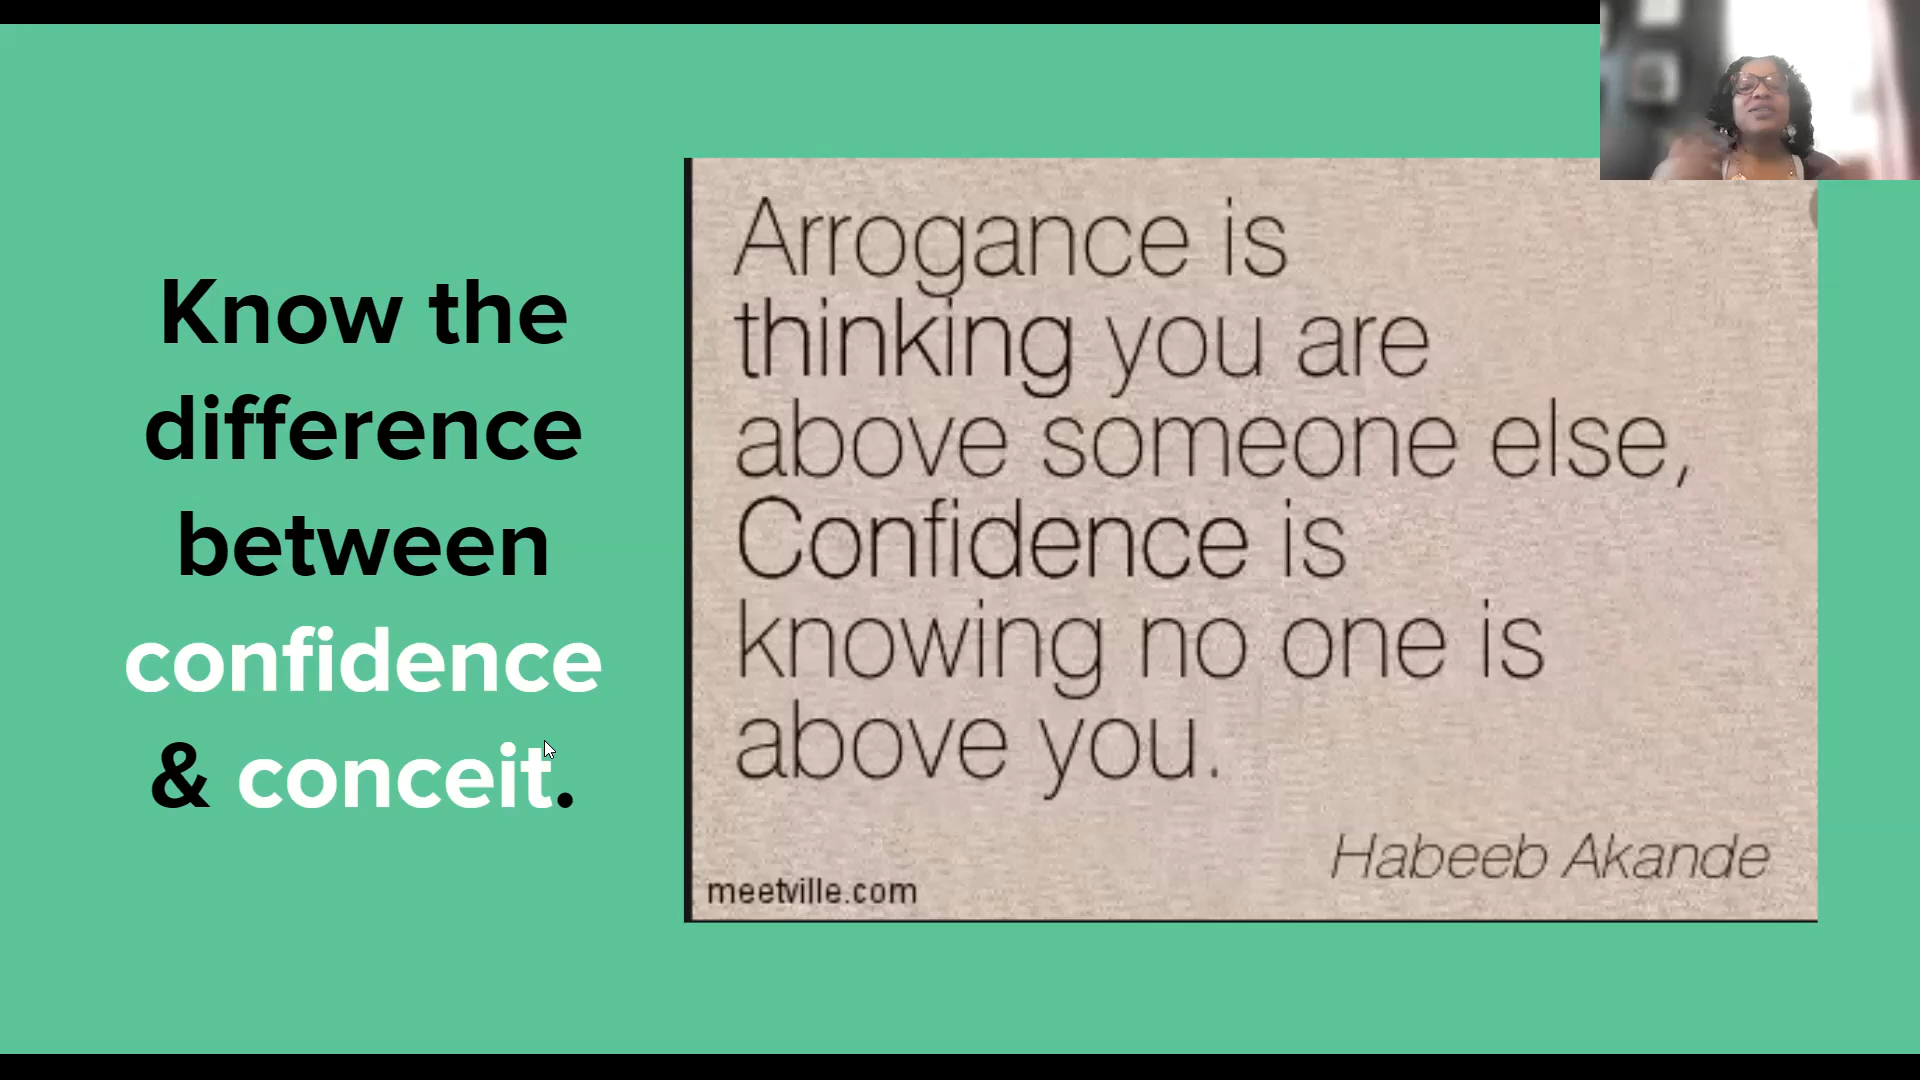 Know the
difference
between
confidence
& conceit.
Arrogance is
thinking you are
above someone else,
Confidence is
knowing no one is
above you.
Habeeb Akande
meetville.com